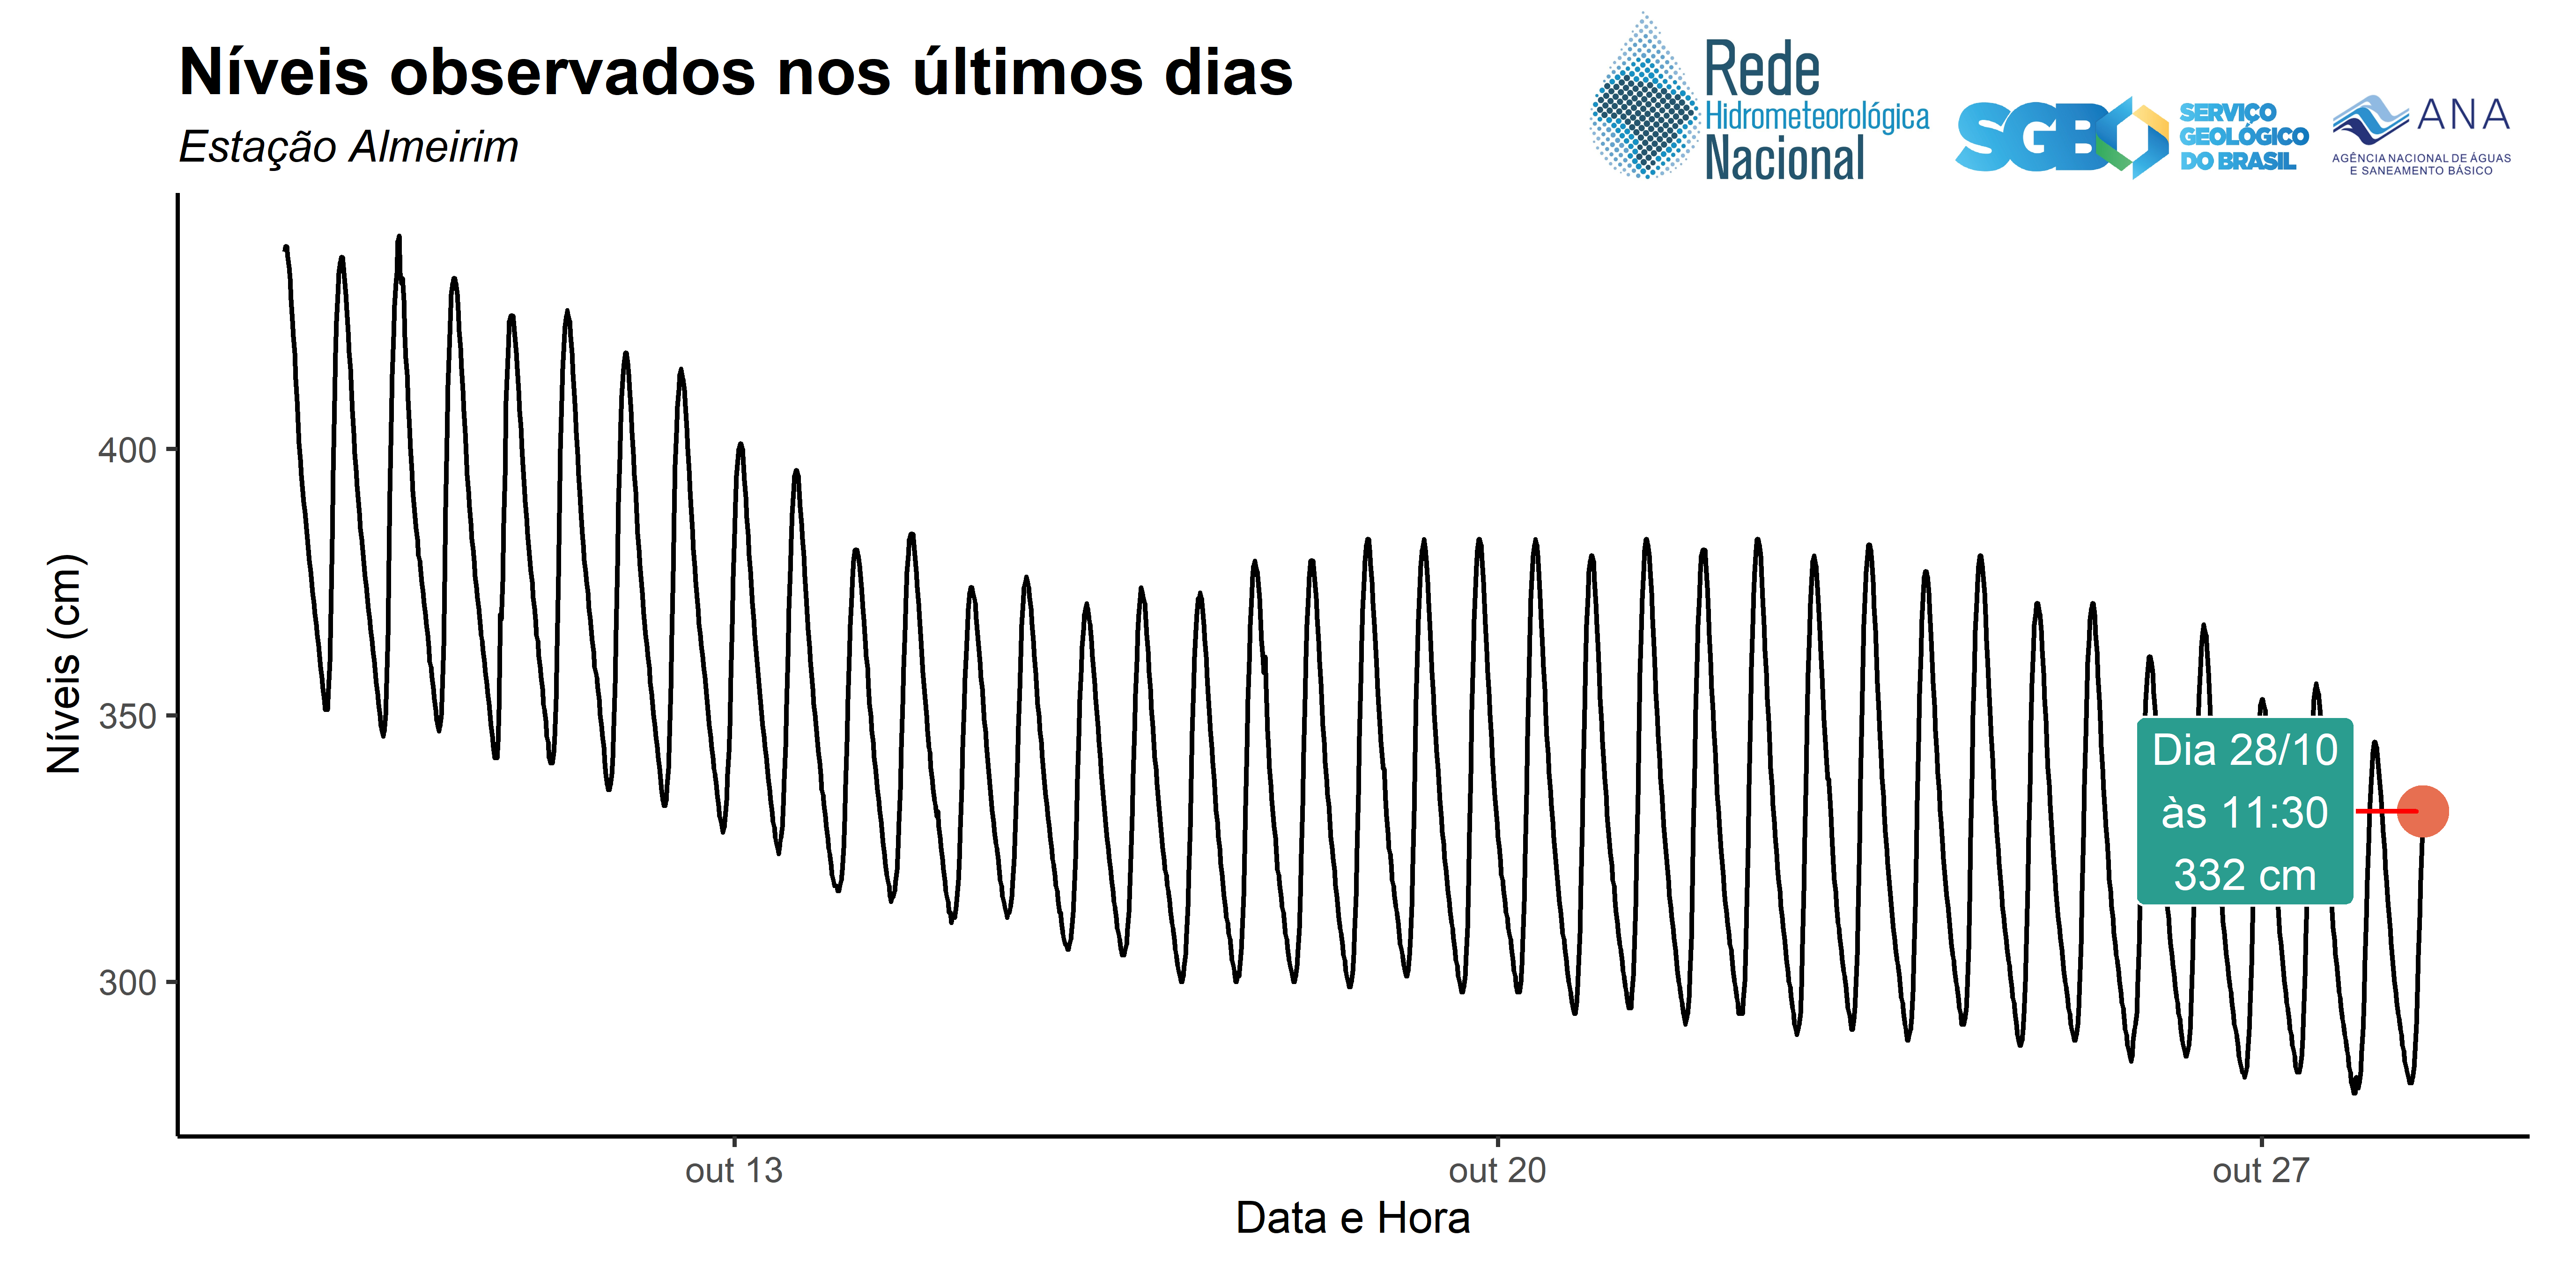 Níveis observados nos últimos dias
Estação Almeirim
Rede
Hidrometeorológica
Nacional
SGB
SERVIÇO
GEOLÓGICO
DO BRASIL
ANA
AGÊNCIA NACIONAL DE ÁGUAS
E SANEAMENTO BÁSICO
Níveis (cm)
400
350
300
Dia 28/10
às 11:30
332 cm
out 13
out 20
out 27
Data e Hora